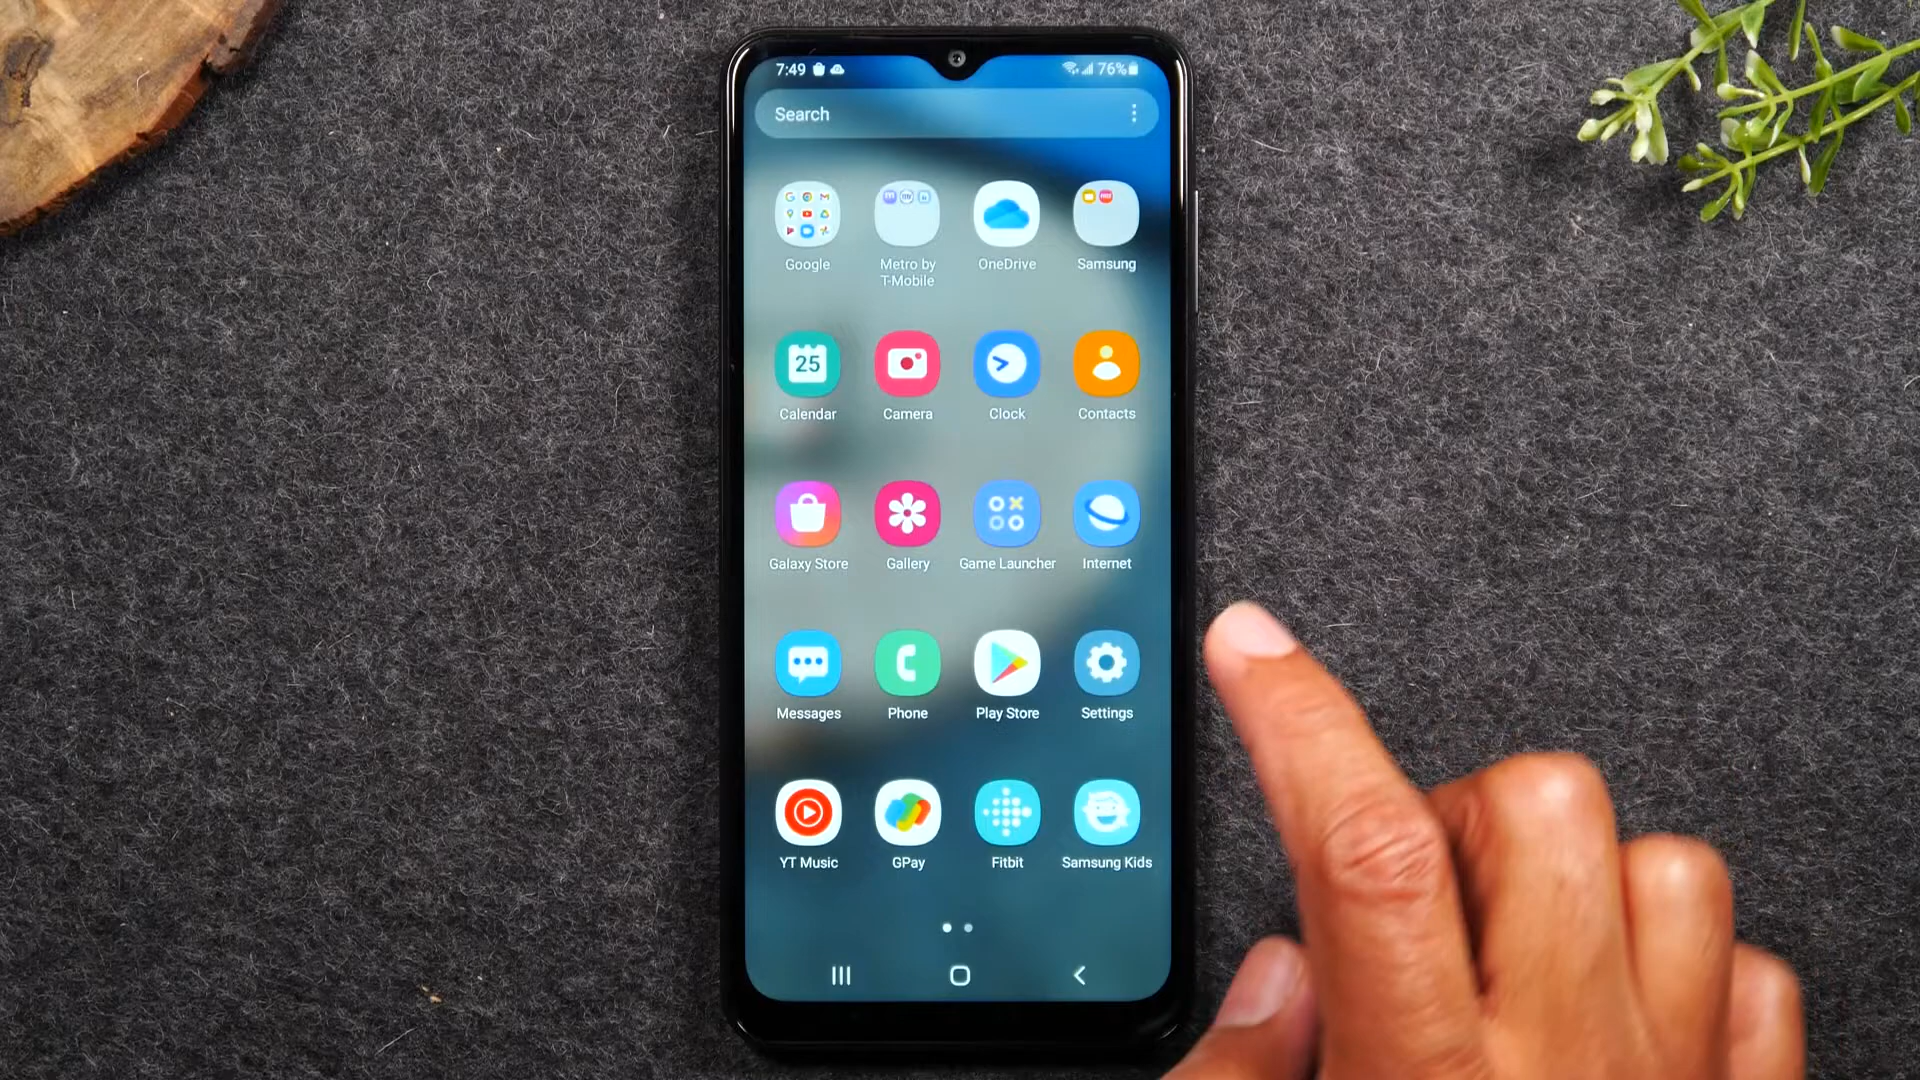 7:49 76%
Search
Google Metro by OneDrive Samsung
T-Mobile
25
Calendar Camera Clock Contacts
Galaxy Store Gallery Game Launcher Internet
Messages Phone Play Store Settings
YT Music GPay Fitbit Samsung Kids